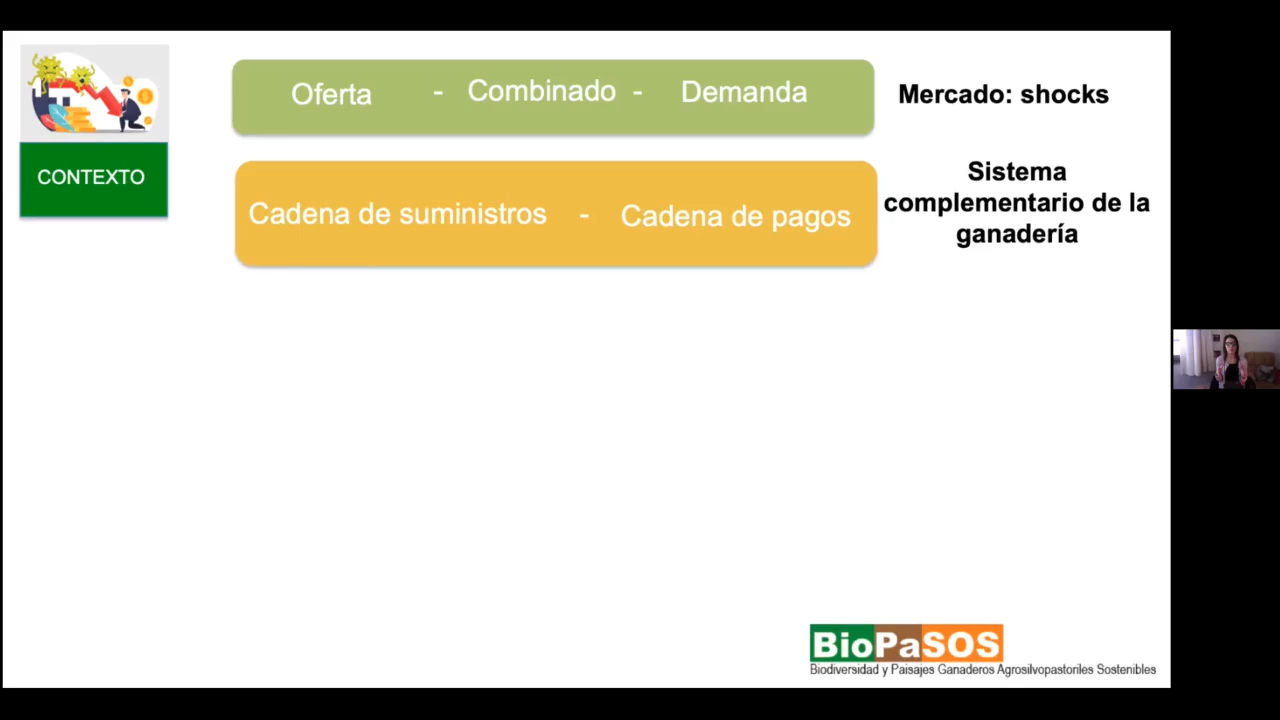 CONTEXTO
Oferta - Combinado - Demanda
Mercado: shocks
Cadena de suministros - Cadena de pagos
Sistema
complementario de la
ganadería
BioPaSOS
Biodiversidad y Paisajes Ganaderos Agrosilvopastoriles Sostenibles